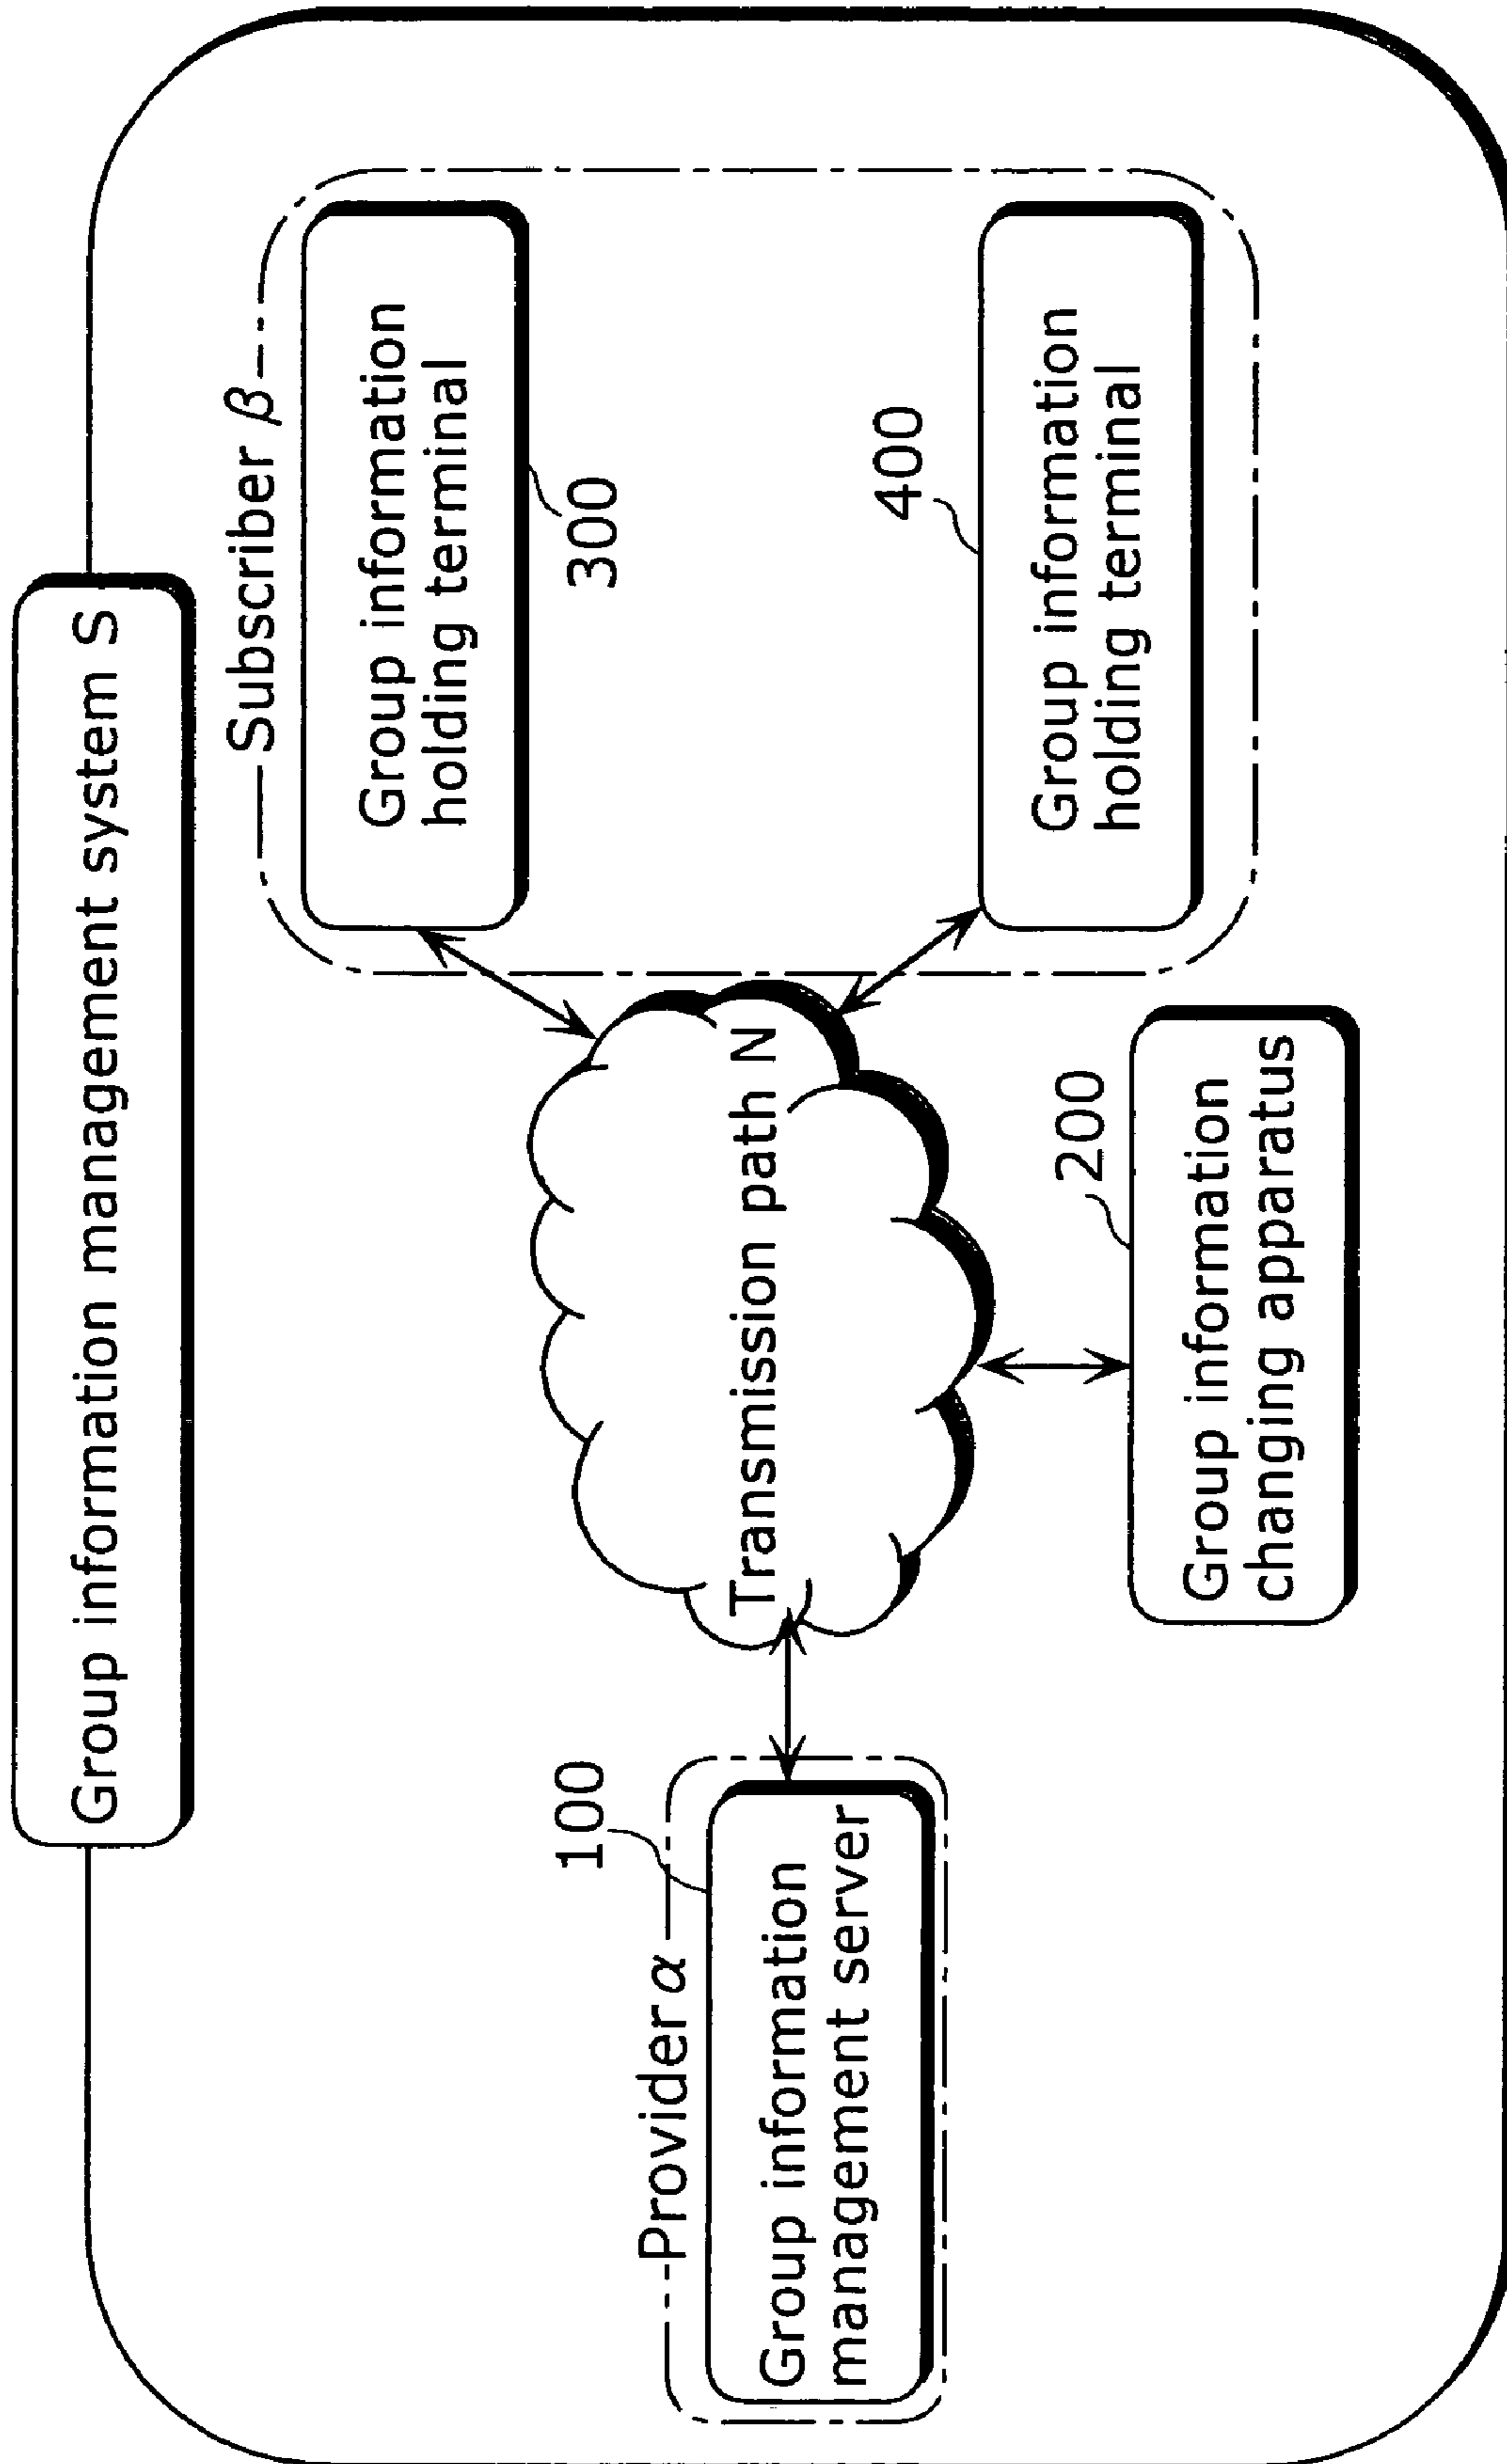 Group information management system S
Subscriber β
Group information
holding terminal
300
Provider α
100
Group information
management server
Transmission path N
400
Group information
holding terminal
200
Group information
changing apparatus